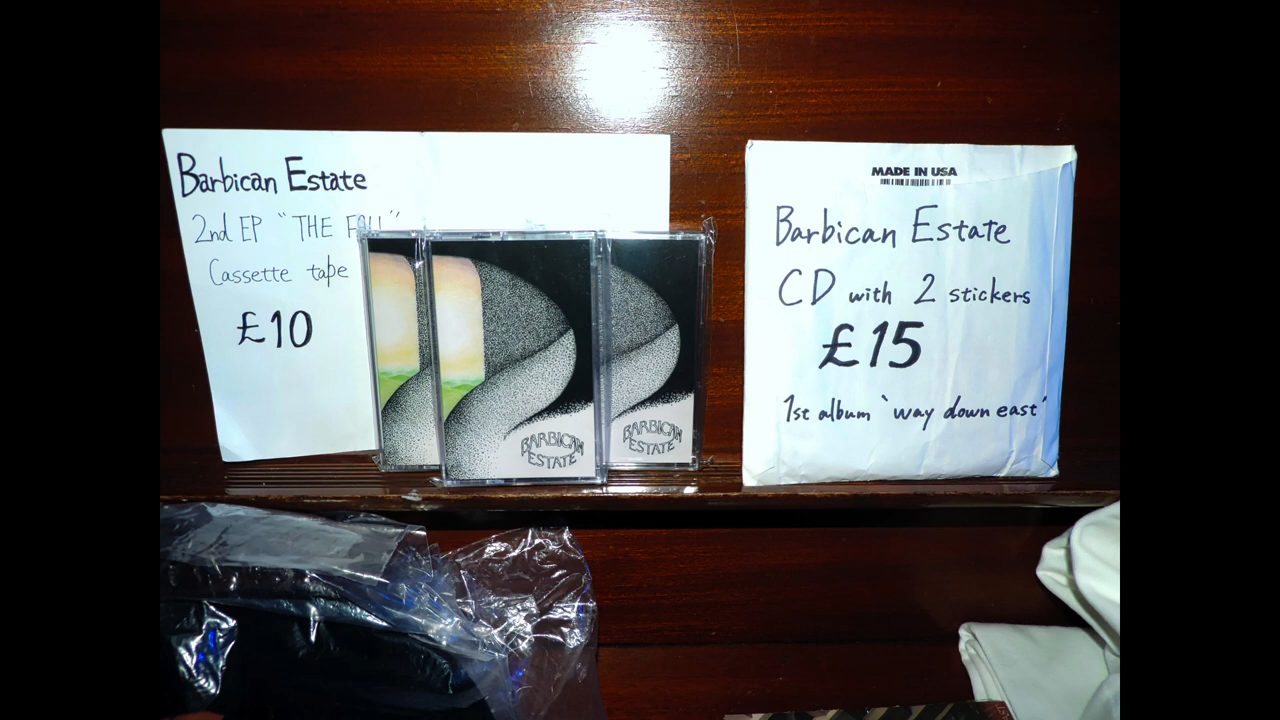 Barbican Estate
2nd EP "THE FALL"
Cassette tape
£10
BARBICAN
ESTATE
BARBICAN
ESTATE
MADE IN USA
Barbican Estate
CD with 2 stickers
£15
1st album `way down east'